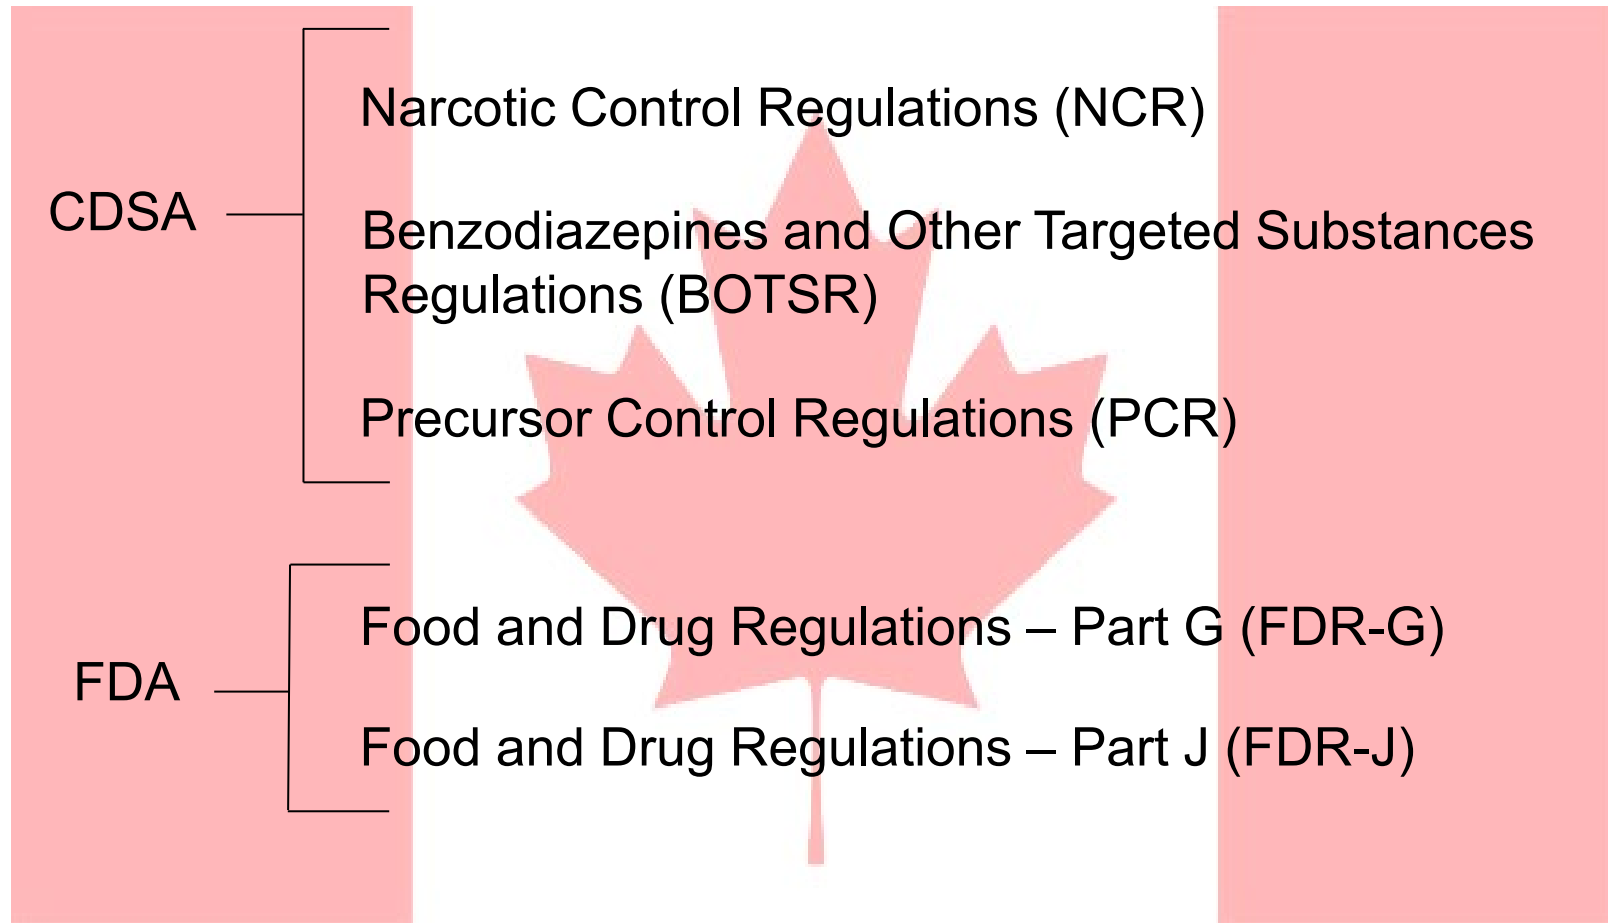 CDSA
Narcotic Control Regulations (NCR)
Benzodiazepines and Other Targeted Substances
Regulations (BOTSR)
Precursor Control Regulations (PCR)
FDA
Food and Drug Regulations – Part G (FDR-G)
Food and Drug Regulations – Part J (FDR-J)